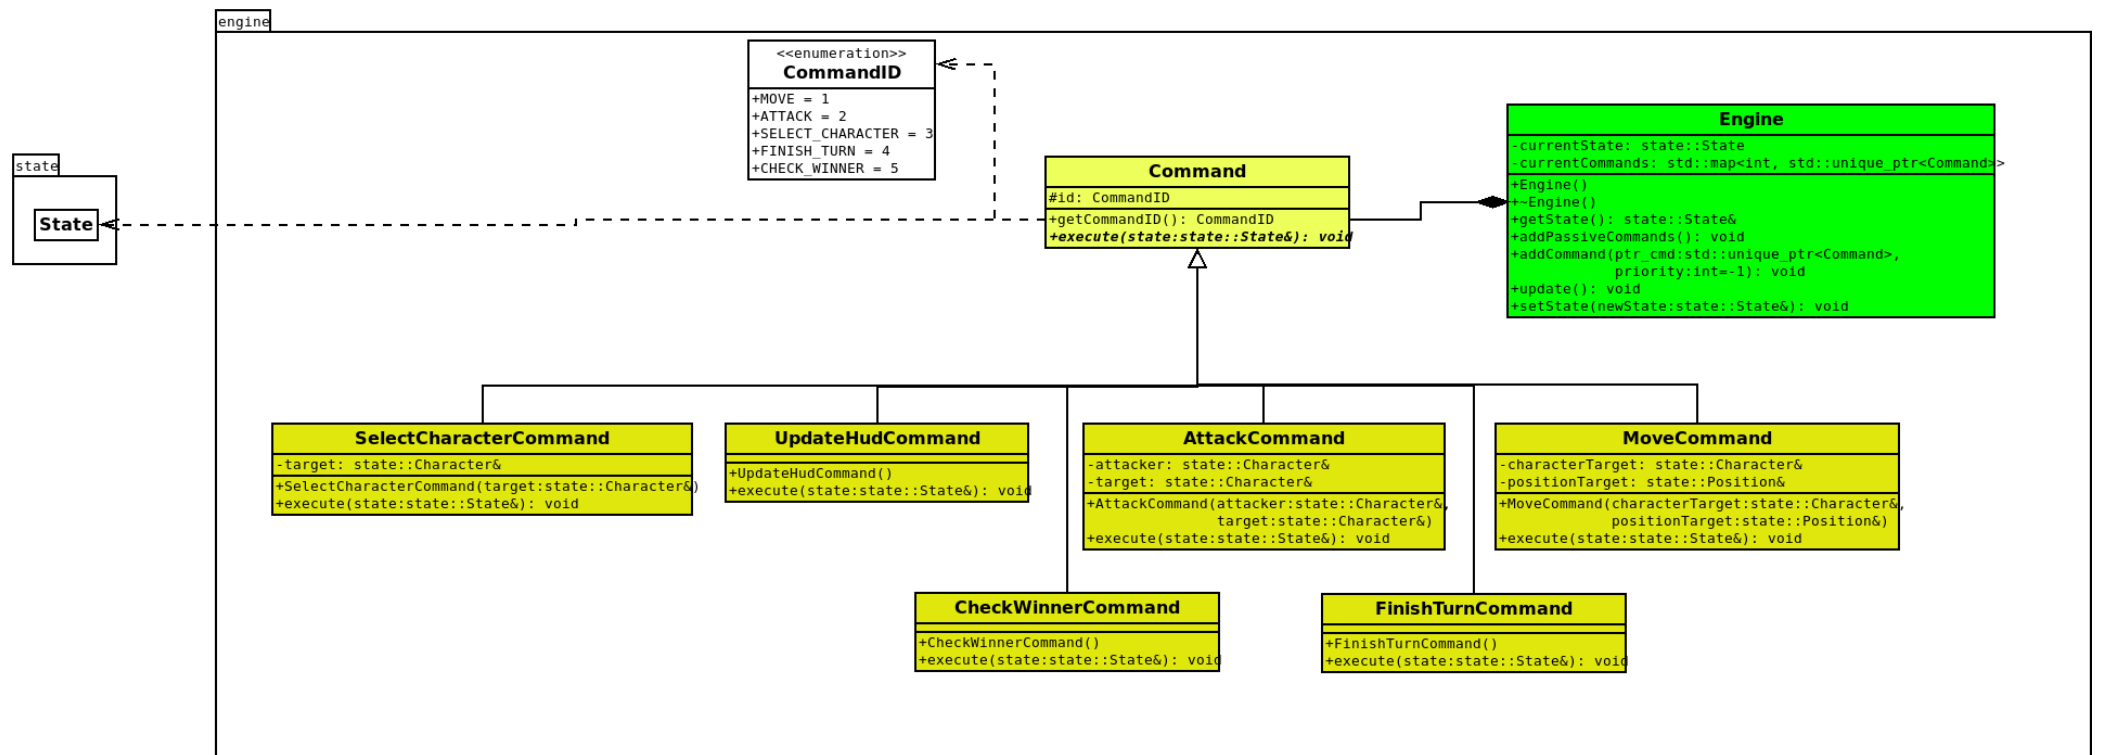 engine
<<enumeration>>
CommandID
+MOVE = 1
+ATTACK = 2
+SELECT_CHARACTER = 3
+FINISH_TURN = 4
+CHECK_WINNER = 5
state
State
Command
#id: CommandID
+getCommandID(): CommandID
+execute(state:state::State&): void
Engine
-currentState: state::State
-currentCommands: std::map<int, std::unique_ptr<Command>>
+Engine()
+~Engine()
+getState(): state::State&
+addPassiveCommands(): void
+addCommand(ptr_cmd:std::unique_ptr<Command>,
priority:int=-1): void
+update(): void
+setState(newState:state::State&): void
SelectCharacterCommand
-target: state::Character&
+SelectCharacterCommand(target:state::Character&)
+execute(state:state::State&): void
UpdateHudCommand
+UpdateHudCommand()
+execute(state:state::State&): void
AttackCommand
-attacker: state::Character&
-target: state::Character&
+AttackCommand(attacker:state::Character&,
target:state::Character&)
+execute(state:state::State&): void
MoveCommand
-characterTarget: state::Character&
-positionTarget: state::Position&
+MoveCommand(characterTarget:state::Character&,
positionTarget:state::Position&)
+execute(state:state::State&): void
CheckWinnerCommand
+CheckWinnerCommand()
+execute(state:state::State&): void
FinishTurnCommand
+FinishTurnCommand()
+execute(state:state::State&): void